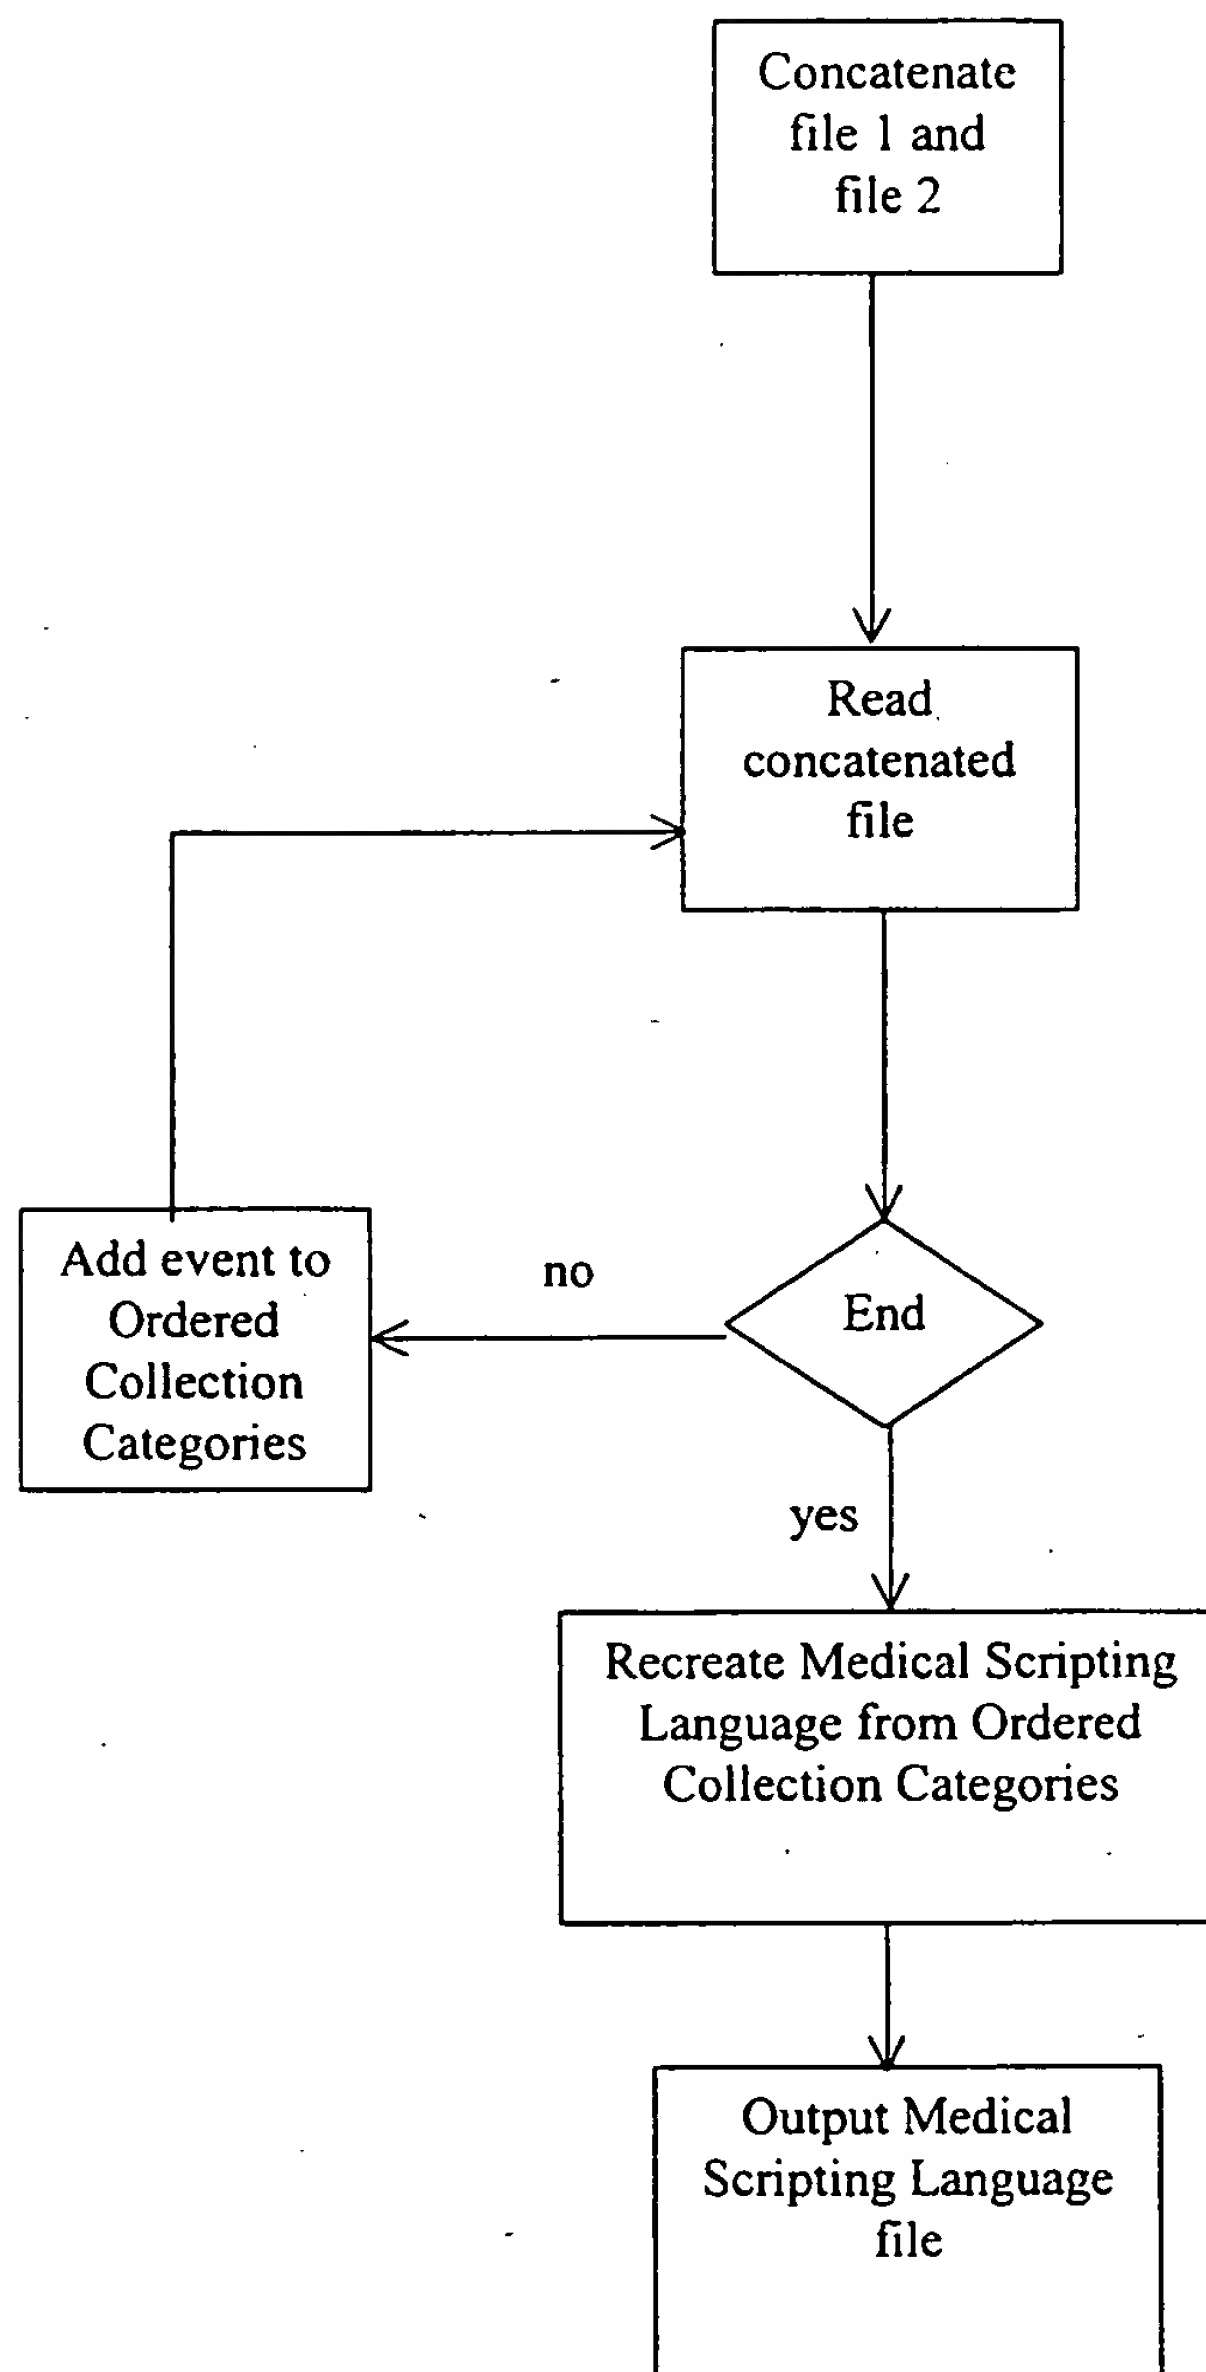 Concatenate
file 1 and
file 2
Read
concatenated
file
Add event to
Ordered
Collection
Categories
no
End
yes
Recreate Medical Scripting
Language from Ordered
Collection Categories
Output Medical
Scripting Language
file